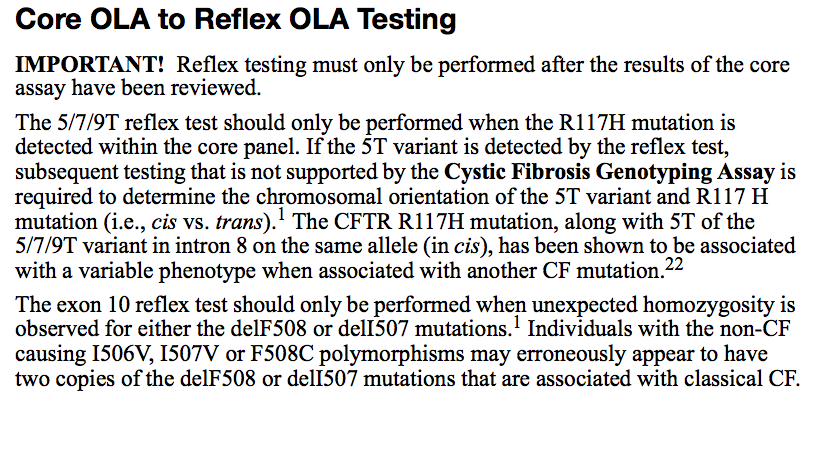 Core OLA to Reflex OLA Testing
IMPORTANT! Reflex testing must only be performed after the results of the core
assay have been reviewed.
The 5/7/9T reflex test should only be performed when the R117H mutation is
detected within the core panel. If the 5T variant is detected by the reflex test,
subsequent testing that is not supported by the Cystic Fibrosis Genotyping Assay is
required to determine the chromosomal orientation of the 5T variant and R117 H
mutation (i.e., cis vs. trans).1 The CFTR R117H mutation, along with 5T of the
5/7/9T variant in intron 8 on the same allele (in cis), has been shown to be associated
with a variable phenotype when associated with another CF mutation.22
The exon 10 reflex test should only be performed when unexpected homozygosity is
observed for either the delF508 or delI507 mutations.1 Individuals with the non-CF
causing I506V, I507V or F508C polymorphisms may erroneously appear to have
two copies of the delF508 or delI507 mutations that are associated with classical CF.